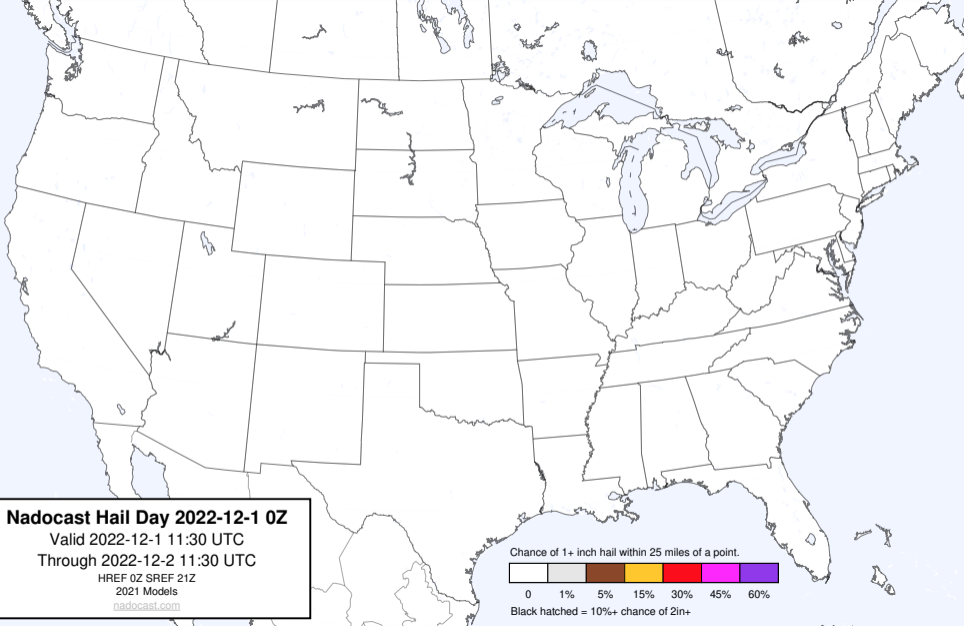 Nadocast Hail Day 2022-12-1 0Z
Valid 2022-12-1 11:30 UTC
Through 2022-12-2 11:30 UTC
HREF 0Z SREF 21Z
2021 Models
nadocast.com
Chance of 1+ inch hail within 25 miles of a point.
0 1% 5% 15% 30% 45% 60%
Black hatched = 10%+ chance of 2in+